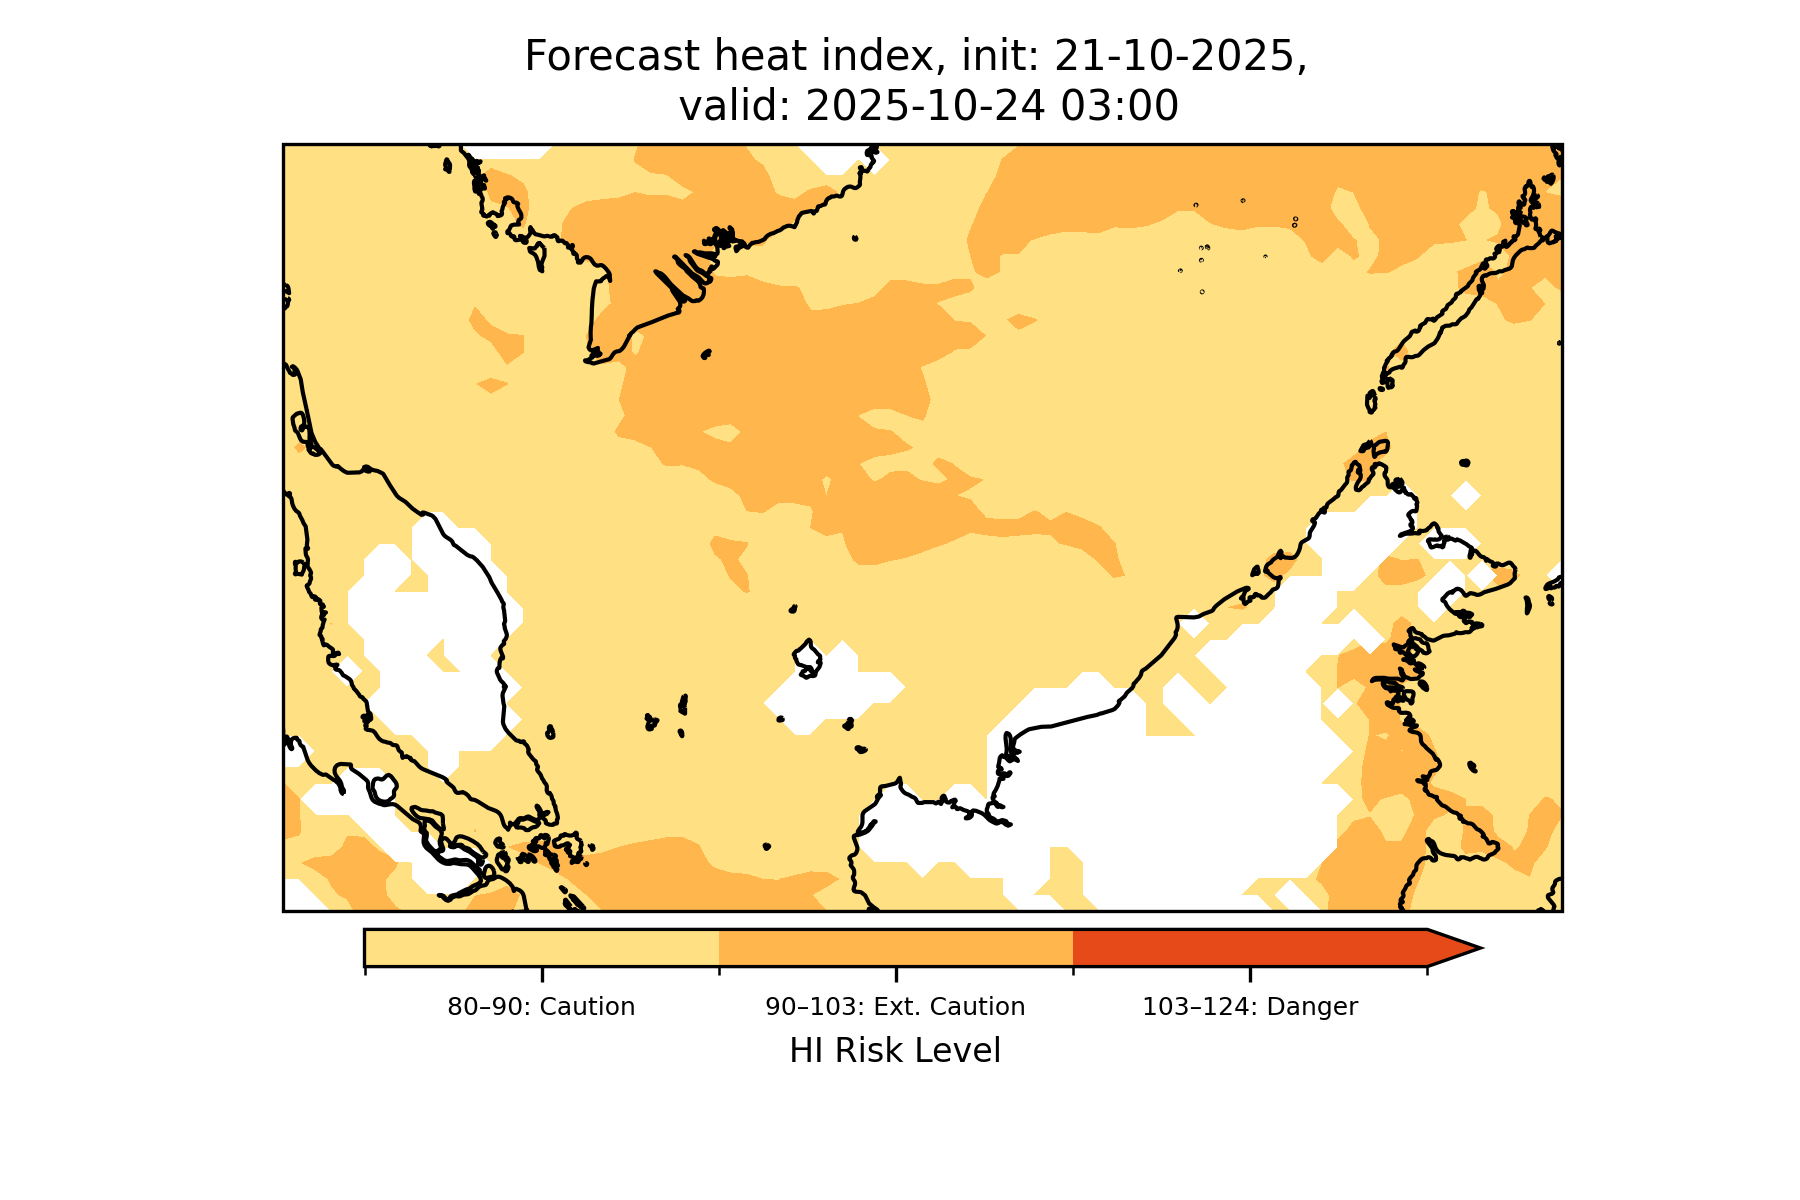 Forecast heat index, init: 21-10-2025,
valid: 2025-10-24 03:00
80–90: Caution
90–103: Ext. Caution
103–124: Danger
HI Risk Level